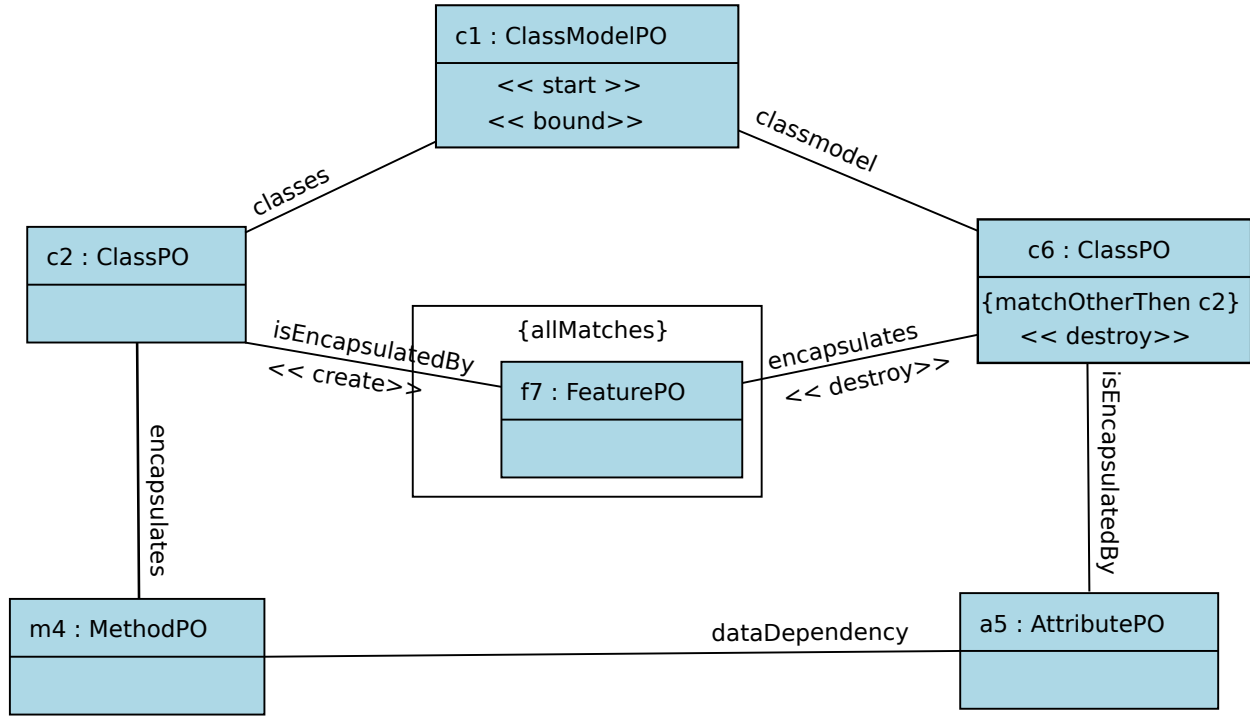 c1 : ClassModelPO
<< start >>
<< bound>>
classes
classmodel
c2 : ClassPO
c6 : ClassPO
{matchOtherThen c2}
<< destroy>>
{allMatches}
isEncapsulatedBy
<< create>>
encapsulates
<< destroy>>
f7 : FeaturePO
encapsulates
isEncapsulatedBy
m4 : MethodPO
dataDependency
a5 : AttributePO